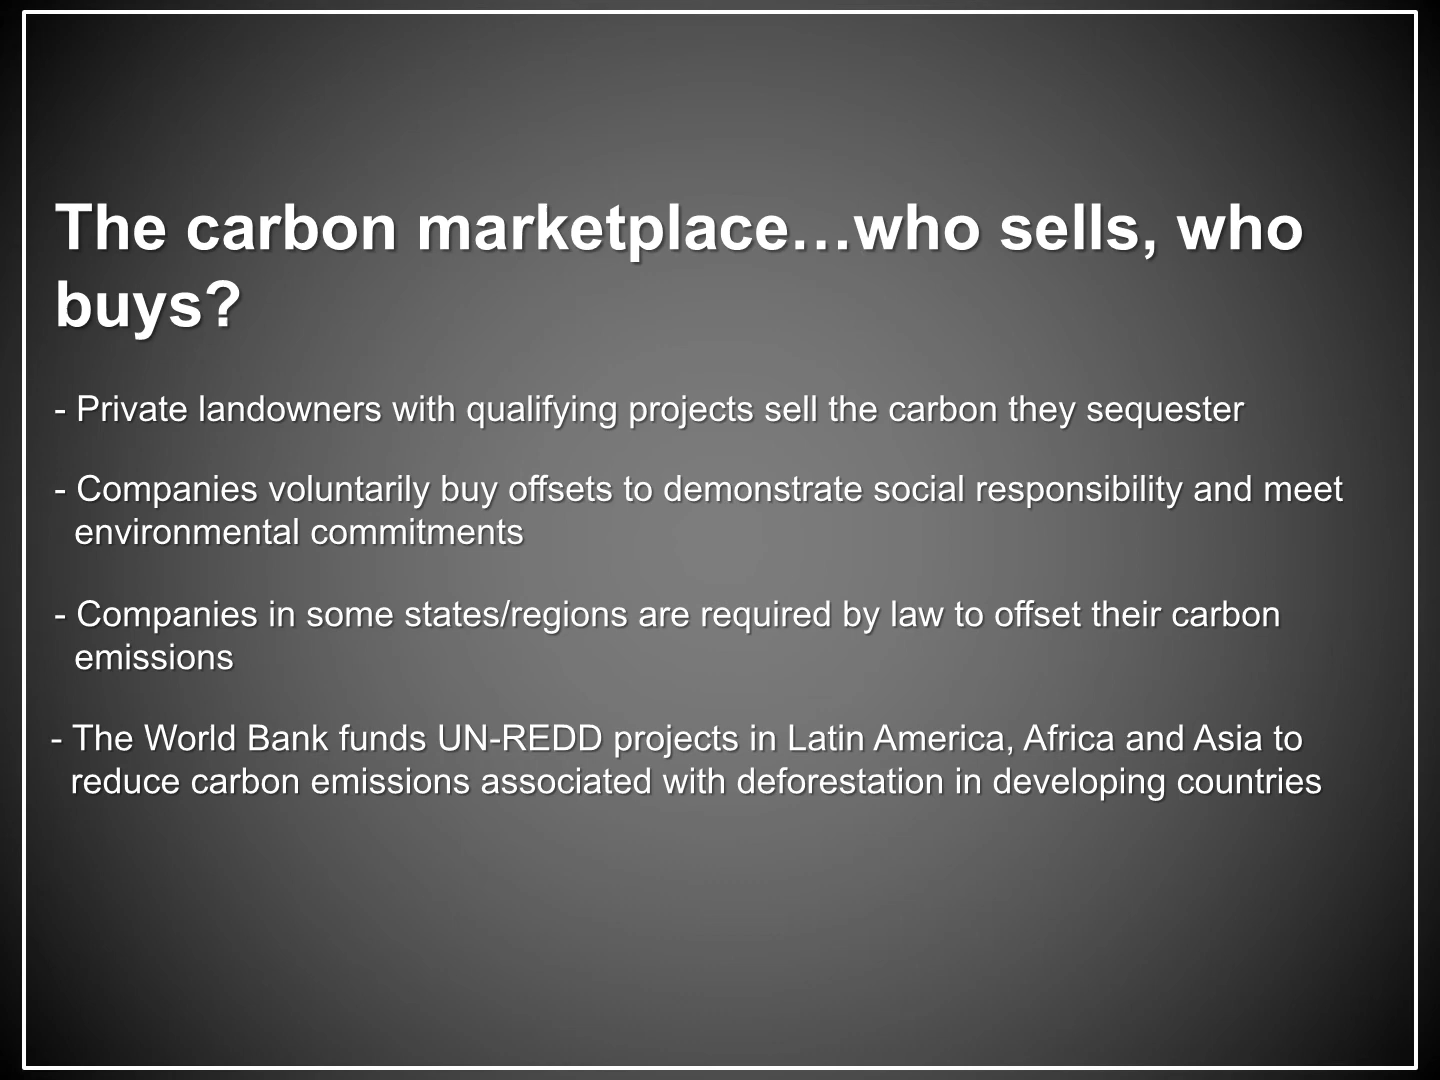 The carbon marketplace…who sells, who
buys?
- Private landowners with qualifying projects sell the carbon they sequester
- Companies voluntarily buy offsets to demonstrate social responsibility and meet
environmental commitments
- Companies in some states/regions are required by law to offset their carbon
emissions
- The World Bank funds UN-REDD projects in Latin America, Africa and Asia to
reduce carbon emissions associated with deforestation in developing countries